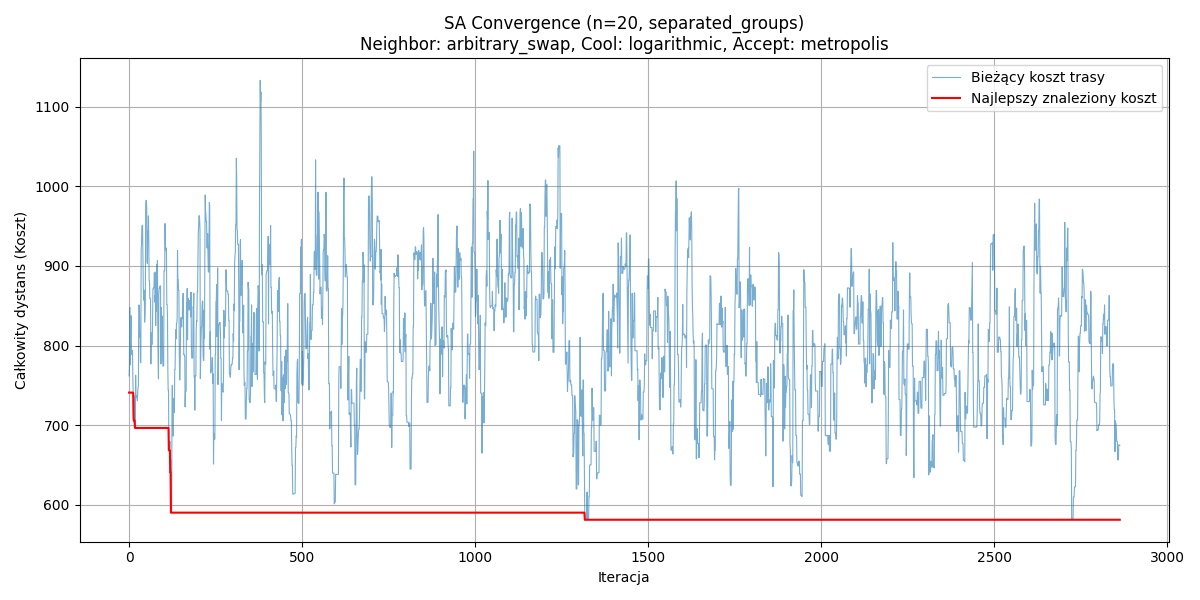 SA Convergence (n=20, separated_groups)
Neighbor: arbitrary_swap, Cool: logarithmic, Accept: metropolis
Bieżący koszt trasy
Najlepszy znaleziony koszt
Całkowity dystans (Koszt)
1100
1000
900
800
700
600
0
500
1000
1500
2000
2500
3000
Iteracja